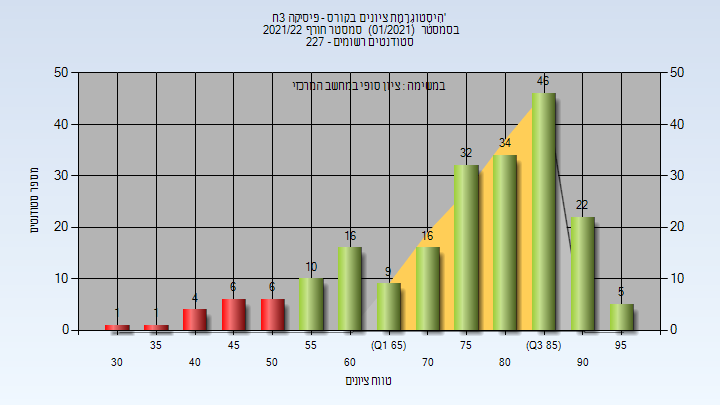 היסטוגרמת ציונים בקורס - פיסיקה 3ח'
בסמסטר (01/2021) סמסטר חורף 2021/22
סטודנטים רשומים - 227
במשימה : ציון סופי במחשב המרכזי
מספר סטודנטים
50 50
40 40
30 30
20 20
10 10
0 0
1 1 4 6 6 10 16 9 16 32 34 46 22 5
35 45 55 (Q1 65) 75 (Q3 85) 95
30 40 50 60 70 80 90
טווח ציונים